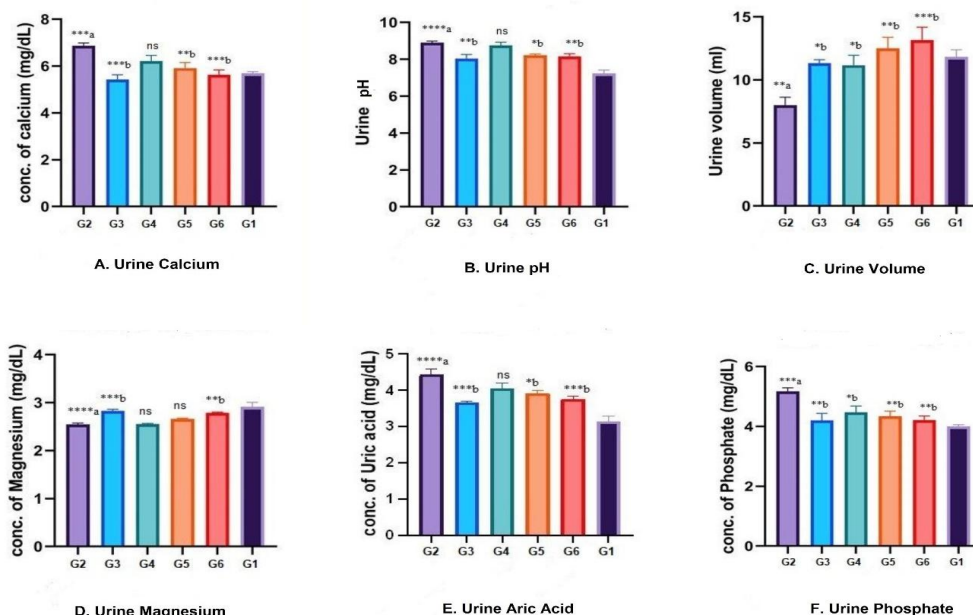 conc. of calcium (mg/dL)
8
6
4
2
0
***a
***b
ns
**b
***b
G2 G3 G4 G5 G6 G1
A. Urine Calcium
Urine pH
10
8
6
4
2
0
****a
**b
ns
*b
**b
G2 G3 G4 G5 G6 G1
B. Urine pH
Urine volume (ml)
15
10
5
0
**a
*b
*b
**b
***b
G2 G3 G4 G5 G6 G1
C. Urine Volume
conc. of Magnesium (mg/dL)
4
3
2
1
0
****a
***b
ns
ns
**b
G2 G3 G4 G5 G6 G1
D. Urine Magnesium
conc. of Uric acid (mg/dL)
5
4
3
2
1
0
****a
***b
ns
*b
***b
G2 G3 G4 G5 G6 G1
E. Urine Aric Acid
conc. of Phosphate (mg/dL)
6
4
2
0
***a
**b
*b
**b
**b
G2 G3 G4 G5 G6 G1
F. Urine Phosphate